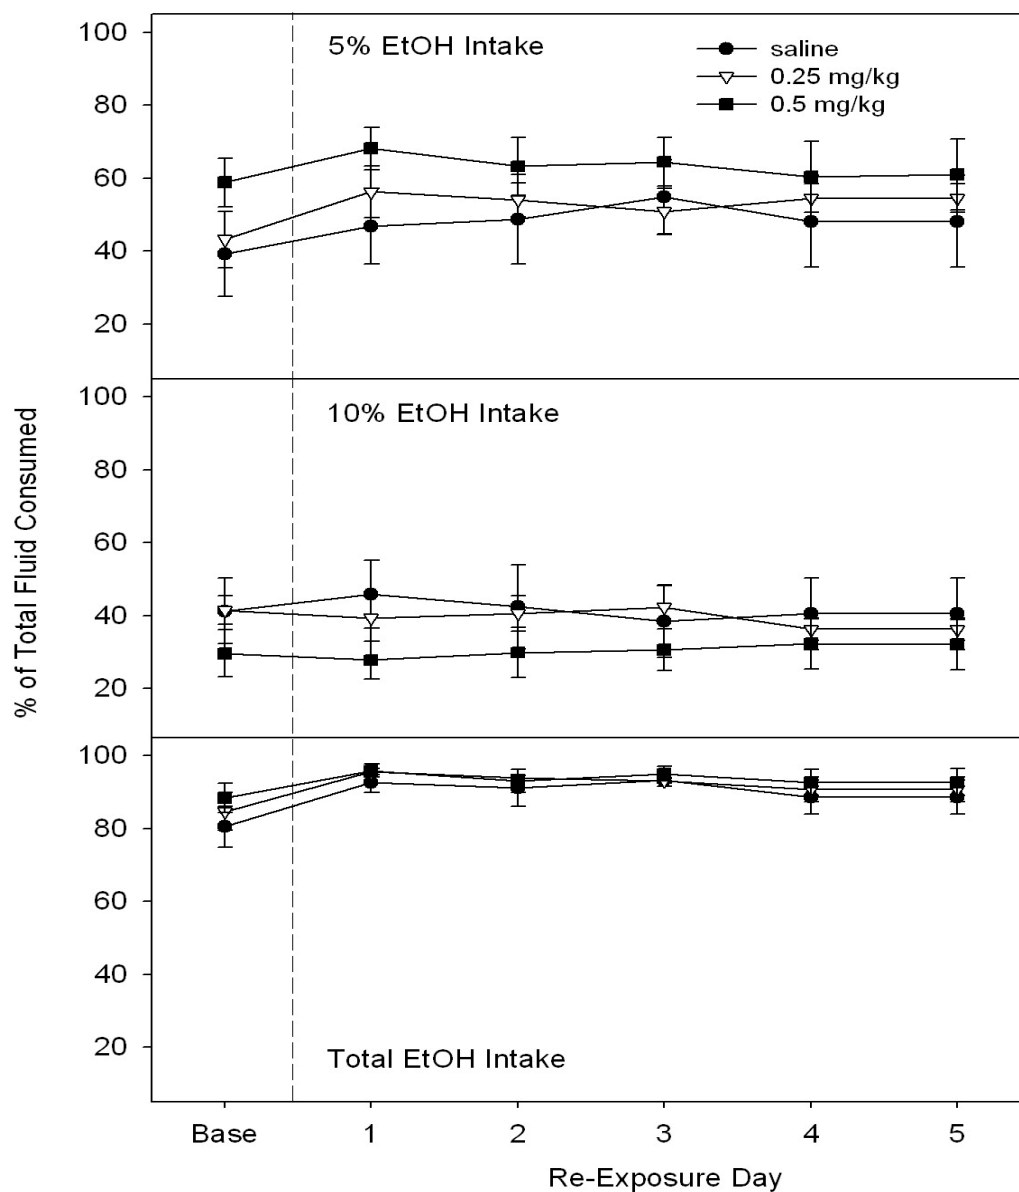 100
5% EtOH Intake
saline
0.25 mg/kg
0.5 mg/kg
80
60
40
20
100
10% EtOH Intake
80
60
40
20
% of Total Fluid Consumed
100
80
60
40
20
Total EtOH Intake
Base 1 2 3 4 5
Re-Exposure Day